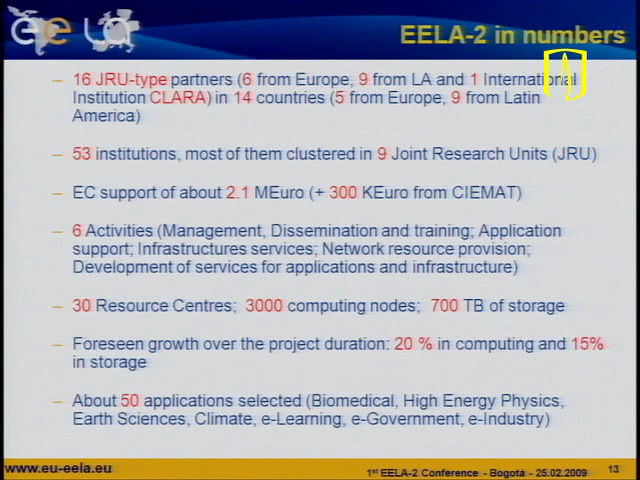 eela
EELA-2 in numbers
– 16 JRU-type partners (6 from Europe, 9 from LA and 1 International
Institution CLARA) in 14 countries (5 from Europe, 9 from Latin
America)
– 53 institutions, most of them clustered in 9 Joint Research Units (JRU)
– EC support of about 2.1 MEuro (+ 300 KEuro from CIEMAT)
– 6 Activities (Management, Dissemination and training; Application
support; Infrastructures services; Network resource provision;
Development of services for applications and infrastructure)
– 30 Resource Centres; 3000 computing nodes; 700 TB of storage
– Foreseen growth over the project duration: 20 % in computing and 15%
in storage
– About 50 applications selected (Biomedical, High Energy Physics,
Earth Sciences, Climate, e-Learning, e-Government, e-Industry)
www.eu-eela.eu
1st EELA-2 Conference - Bogotá - 25.02.2009
13